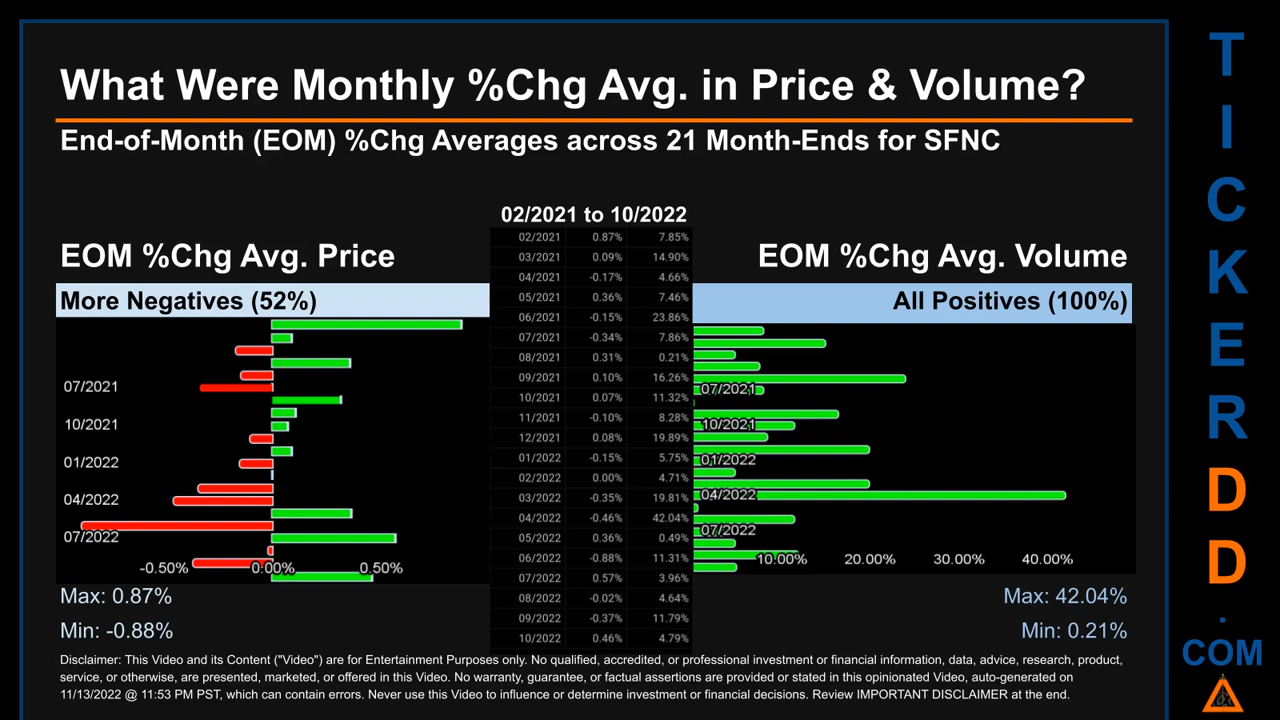 What Were Monthly %Chg Avg. in Price & Volume?
End-of-Month (EOM) %Chg Averages across 21 Month-Ends for SFNC
02/2021 to 10/2022
EOM %Chg Avg. Price
More Negatives (52%)
07/2021
10/2021
01/2022
04/2022
07/2022
-0.50% 0.00% 0.50%
Max: 0.87%
Min: -0.88%
02/2021 0.87% 7.85%
03/2021 0.09% 14.90%
04/2021 -0.17% 4.66%
05/2021 0.36% 7.46%
06/2021 -0.15% 23.86%
07/2021 -0.34% 7.86%
08/2021 0.31% 0.21%
09/2021 0.10% 16.26%
10/2021 0.07% 11.32%
11/2021 -0.10% 8.28%
12/2021 0.08% 19.89%
01/2022 -0.15% 5.75%
02/2022 0.00% 4.71%
03/2022 -0.35% 19.81%
04/2022 -0.46% 42.04%
05/2022 0.36% 0.49%
06/2022 -0.88% 11.31%
07/2022 0.57% 3.96%
08/2022 -0.02% 4.64%
09/2022 -0.37% 11.79%
10/2022 0.46% 4.79%
EOM %Chg Avg. Volume
All Positives (100%)
07/2021
10/2021
01/2022
04/2022
07/2022
10.00% 20.00% 30.00% 40.00%
Max: 42.04%
Min: 0.21%
Disclaimer: This Video and its Content ("Video") are for Entertainment Purposes only. No qualified, accredited, or professional investment or financial information, data, advice, research, product,
service, or otherwise, are presented, marketed, or offered in this Video. No warranty, guarantee, or factual assertions are provided or stated in this opinionated Video, auto-generated on
11/13/2022 @ 11:53 PM PST, which can contain errors. Never use this Video to influence or determine investment or financial decisions. Review IMPORTANT DISCLAIMER at the end.
T
I
C
K
E
R
D
D
.
COM